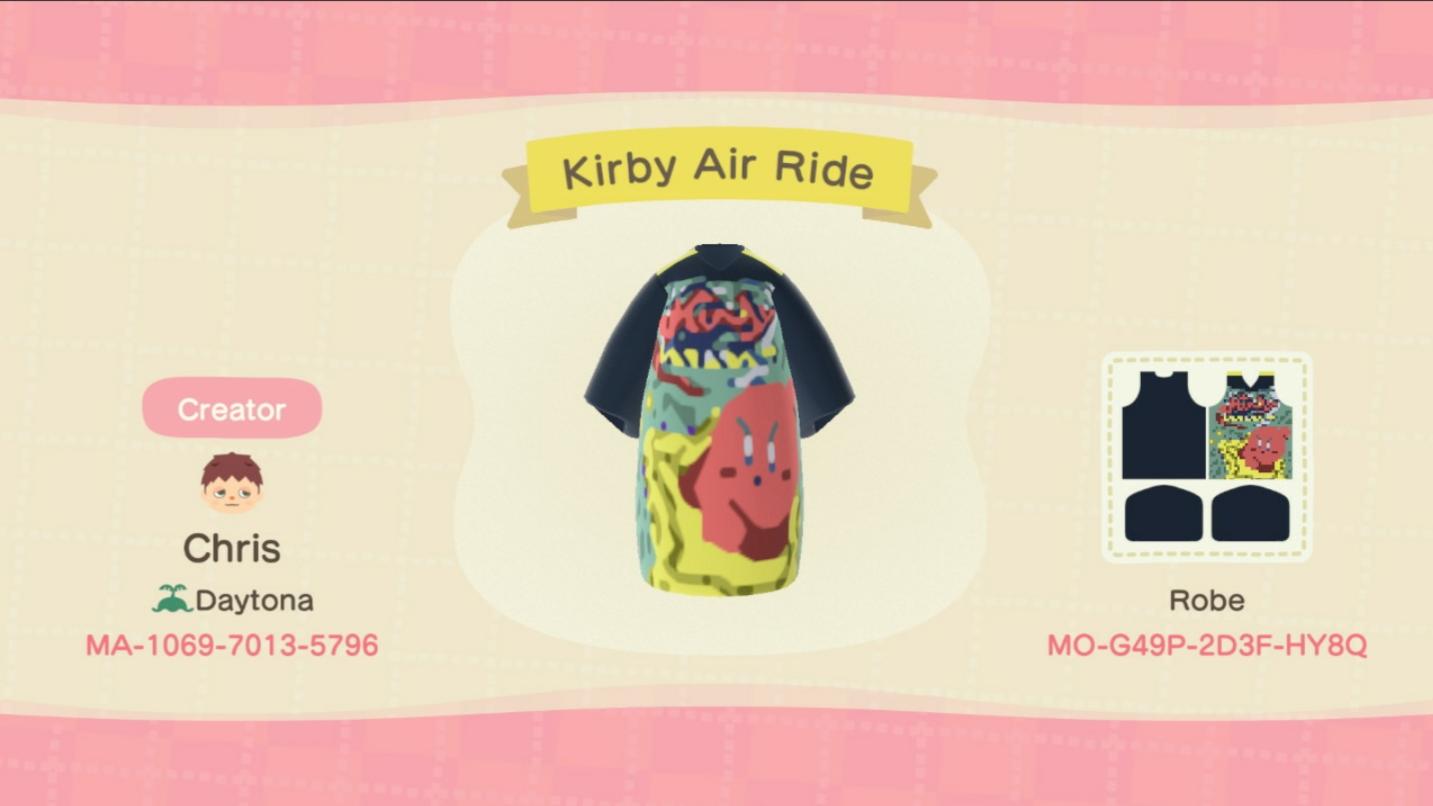 Kirby Air Ride
Creator
Chris
Daytona
MA-1069-7013-5796
Robe
MO-G49P-2D3F-HY8Q